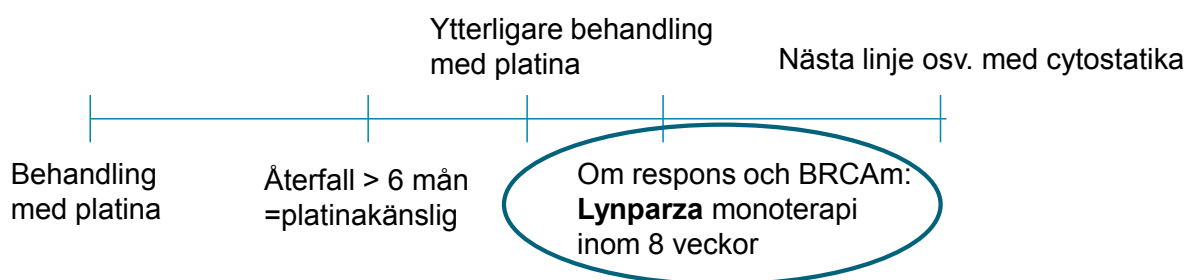 Ytterligare behandling
med platina
Nästa linje osv. med cytostatika
Behandling
med platina
Återfall > 6 mån
=platinakänslig
Om respons och BRCAm:
Lynparza monoterapi
inom 8 veckor